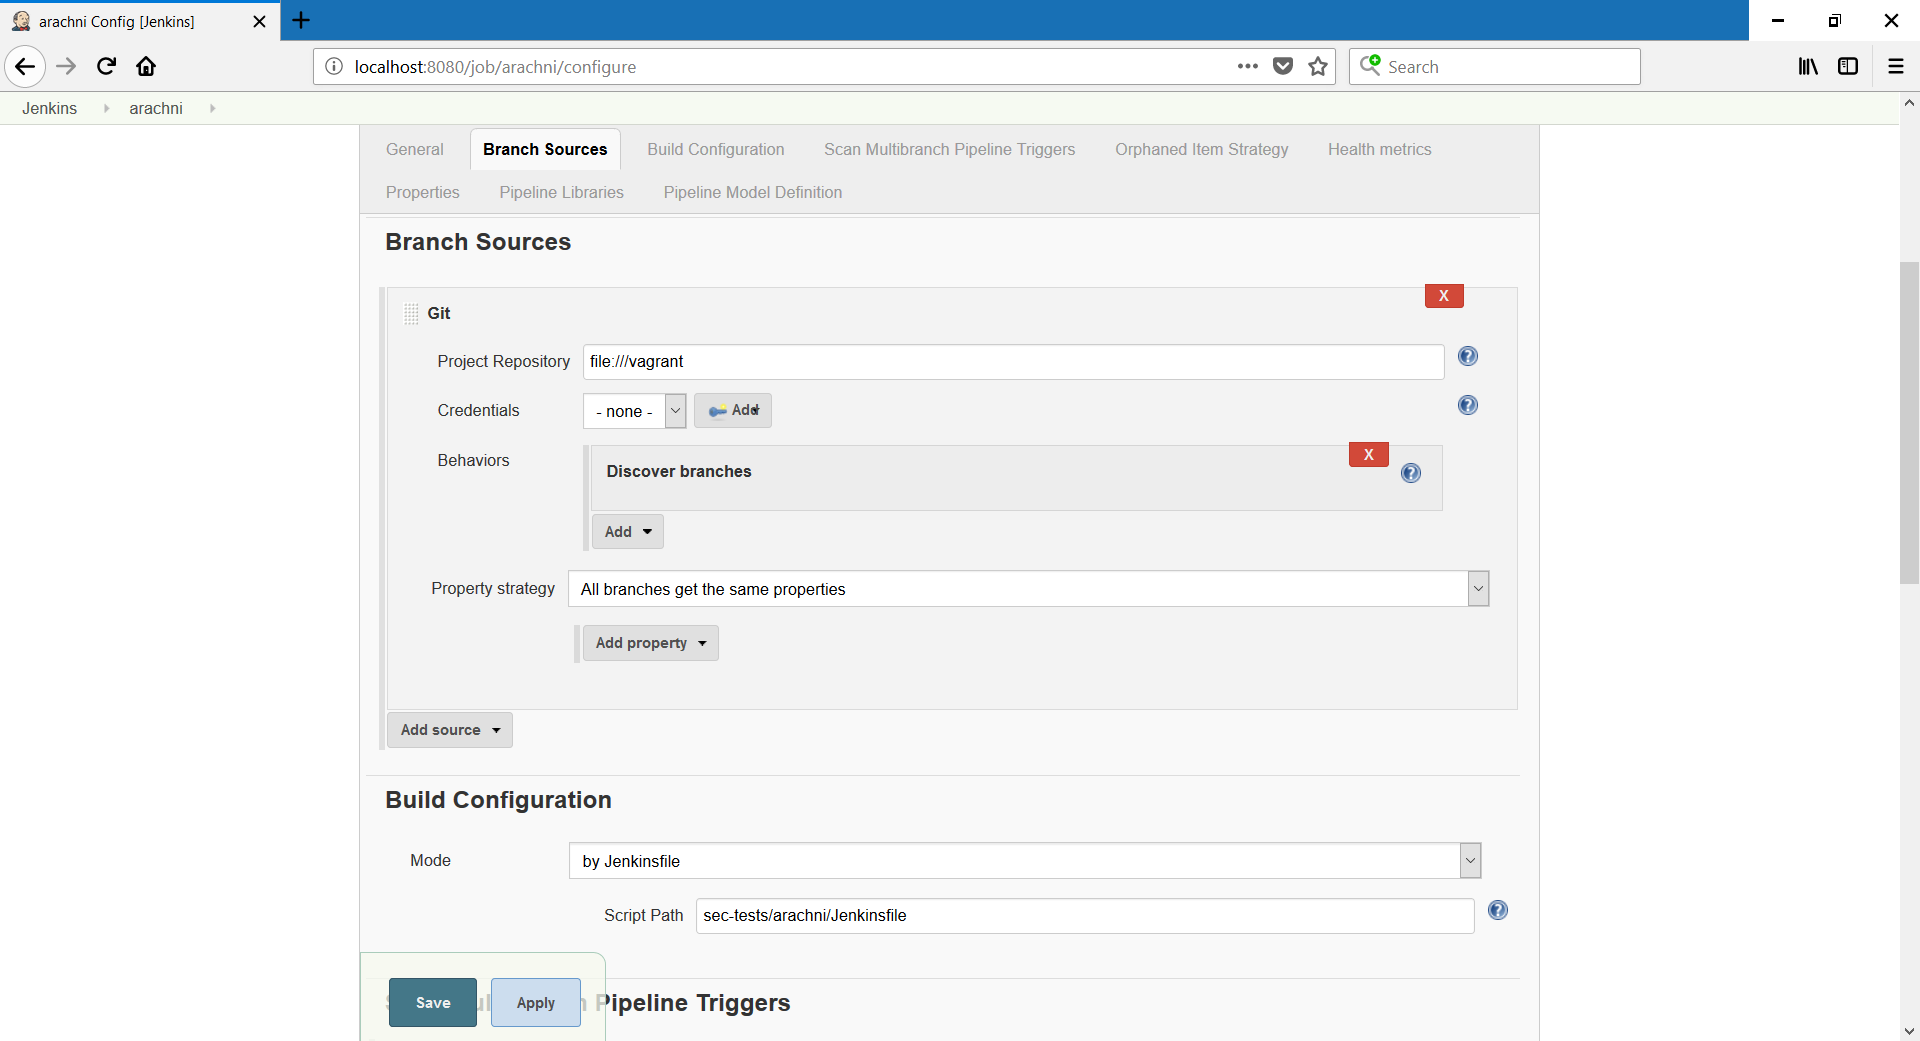 arachni Config [Jenkins]
localhost:8080/job/arachni/configure
Search
Jenkins arachni
General Branch Sources Build Configuration Scan Multibranch Pipeline Triggers Orphaned Item Strategy Health metrics
Properties Pipeline Libraries Pipeline Model Definition
Branch Sources
X
Git
Project Repository file:///vagrant
Credentials - none - Add
Behaviors
X
Discover branches
Add
Property strategy All branches get the same properties
Add property
Add source
Build Configuration
Mode by Jenkinsfile
Script Path sec-tests/arachni/Jenkinsfile
Save Apply Pipeline Triggers